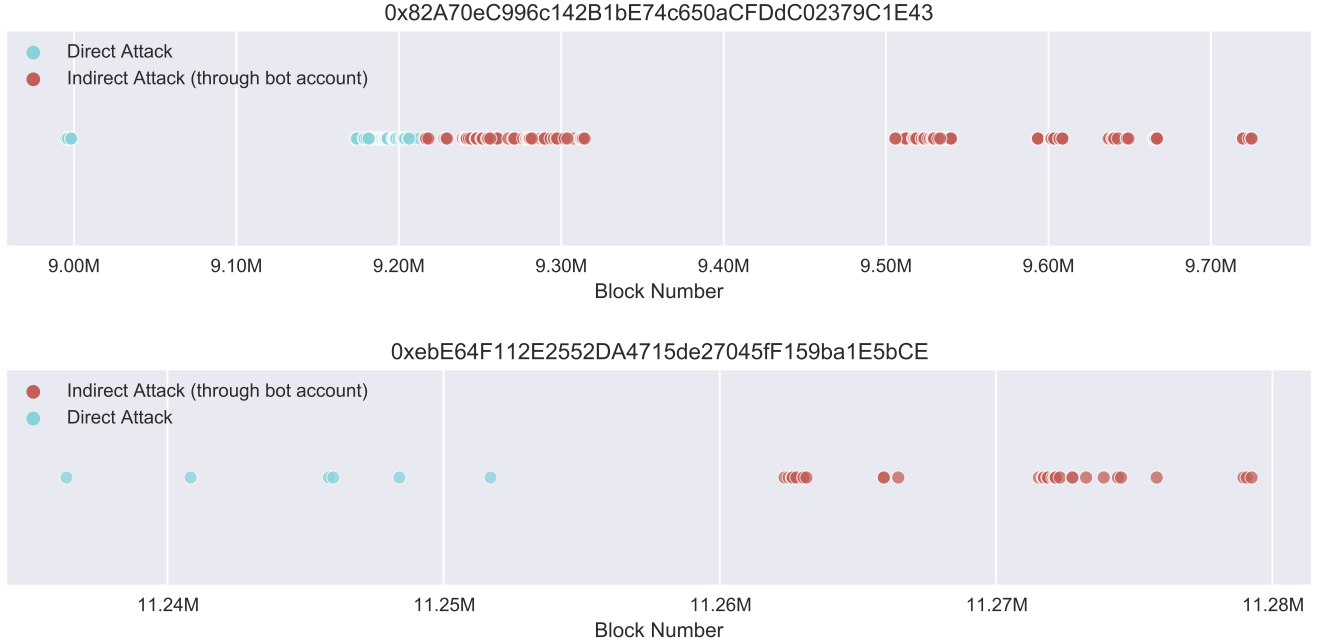 0x82A70eC996c142B1bE74c650aCFDdC02379C1E43
Direct Attack
Indirect Attack (through bot account)
9.00M 9.10M 9.20M 9.30M 9.40M 9.50M 9.60M 9.70M
Block Number
0xebE64F112E2552DA4715de27045fF159ba1E5bCE
Indirect Attack (through bot account)
Direct Attack
11.24M 11.25M 11.26M 11.27M 11.28M
Block Number